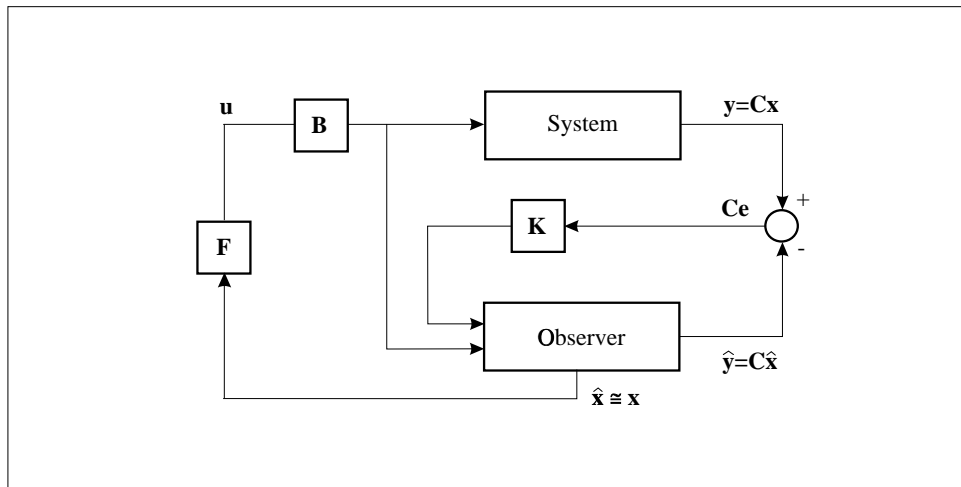 u
B
System
y=Cx
+
Ce
K
F
-
Observer
ŷ=Cx̂
x̂ ≅ x